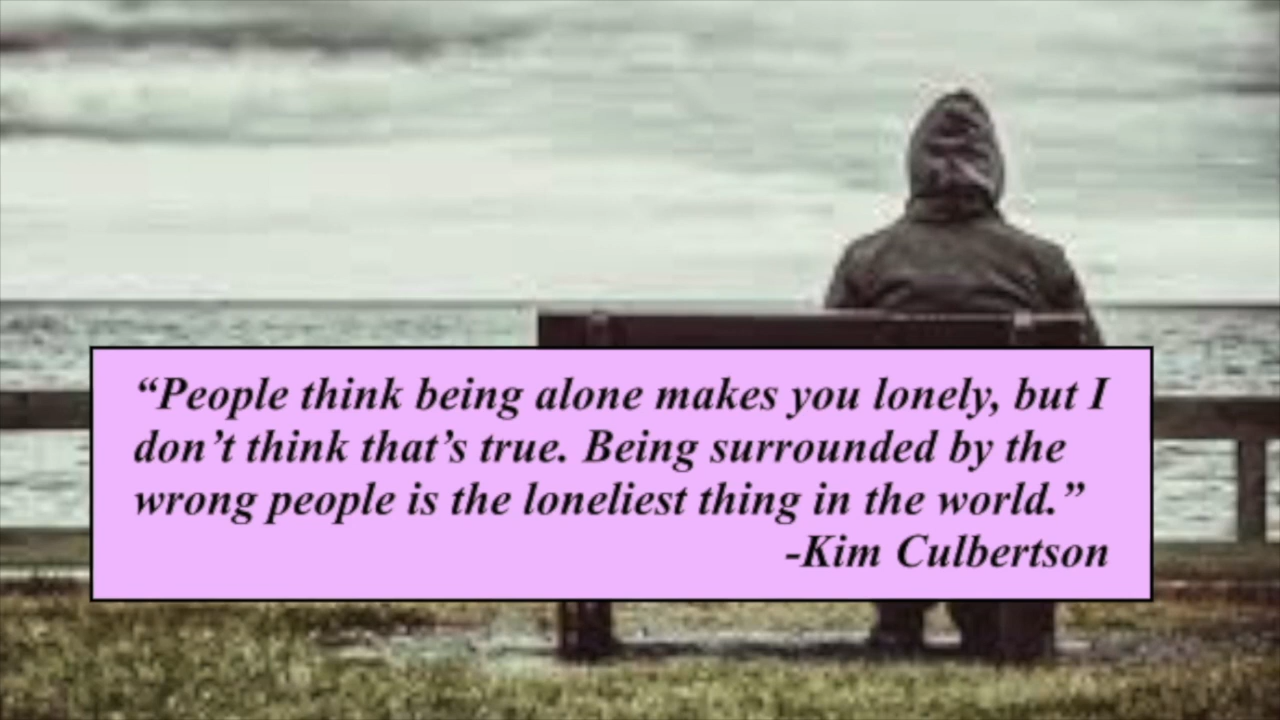 “People think being alone makes you lonely, but I
don’t think that’s true. Being surrounded by the
wrong people is the loneliest thing in the world.”
-Kim Culbertson